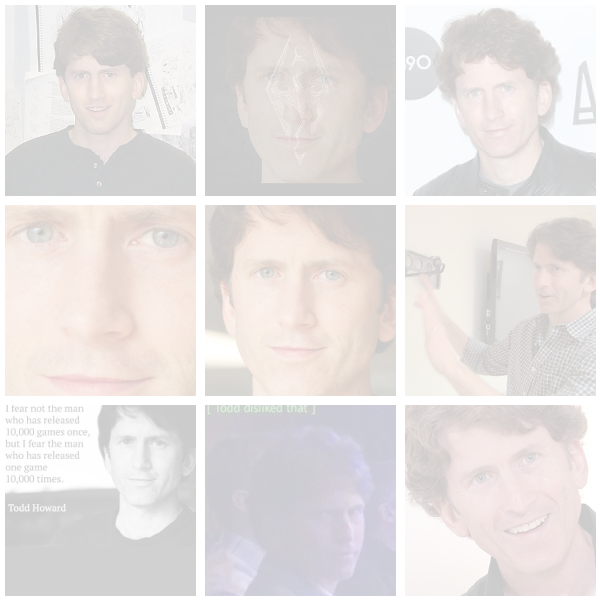 90
A
I fear not the man
who has released
10,000 games once,
but I fear the man
who has released
one game
10,000 times.
Todd Howard
[ Todd disliked that ]